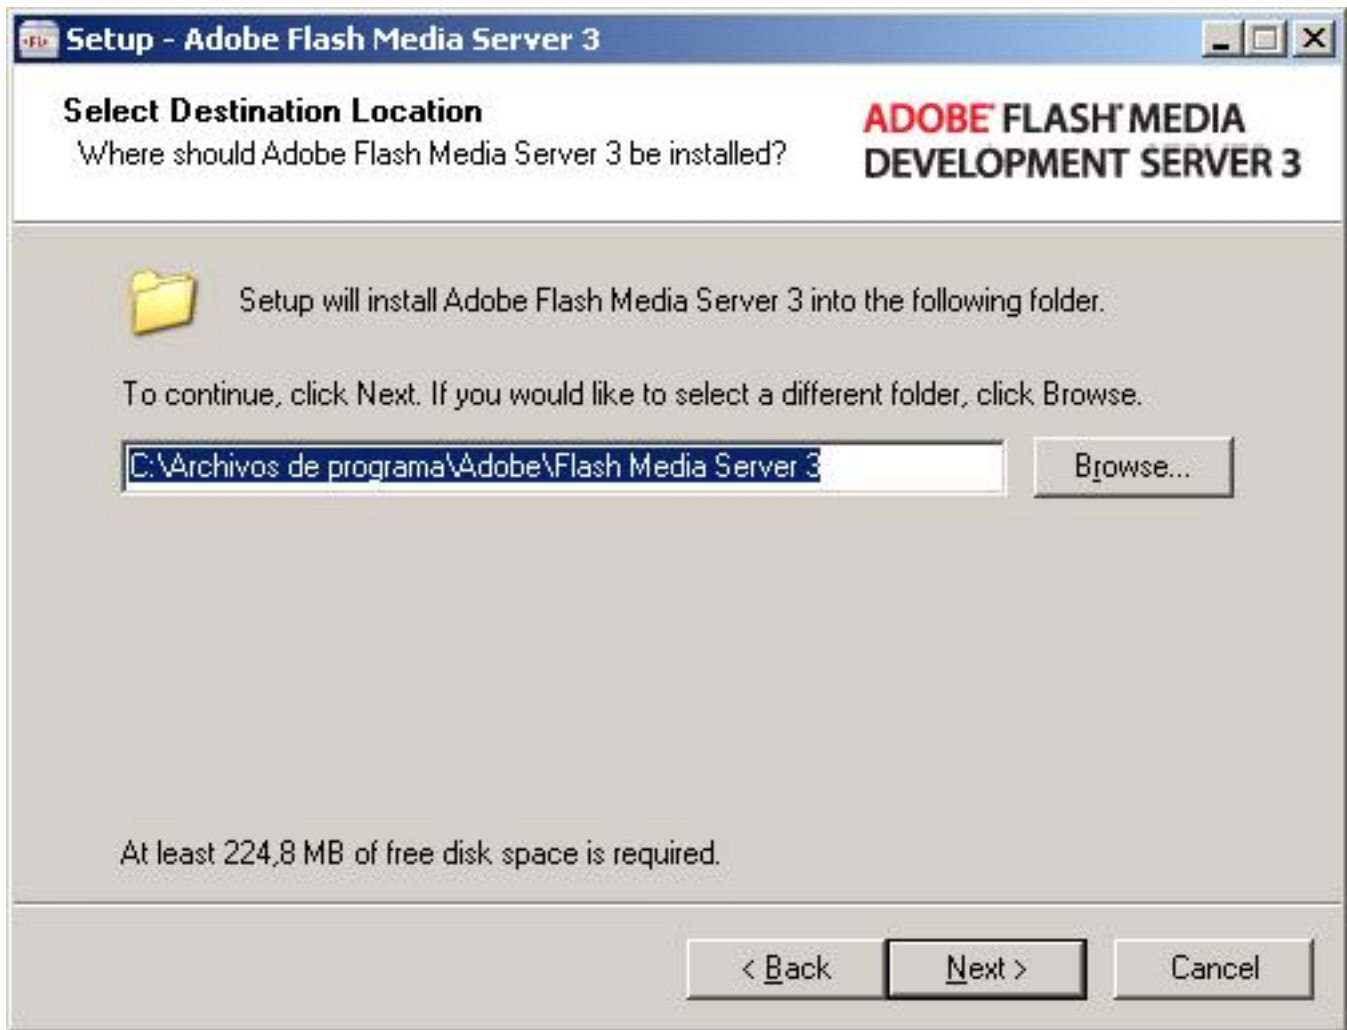 Setup - Adobe Flash Media Server 3
Select Destination Location
Where should Adobe Flash Media Server 3 be installed?
ADOBE® FLASH® MEDIA
DEVELOPMENT SERVER 3
Setup will install Adobe Flash Media Server 3 into the following folder.
To continue, click Next. If you would like to select a different folder, click Browse.
C:\Archivos de programa\Adobe\Flash Media Server 3
Browse...
At least 224,8 MB of free disk space is required.
< Back
Next >
Cancel